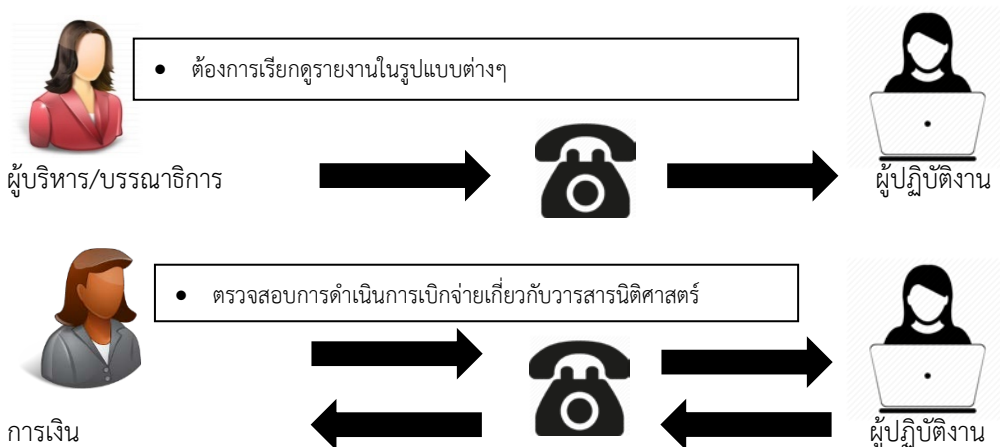 • ต้องการเรียกดูรายงานในรูปแบบต่างๆ
ผู้บริหาร/บรรณาธิการ
ผู้ปฏิบัติงาน
• ตรวจสอบการดำเนินการเบิกจ่ายเกี่ยวกับวารสารนิติศาสตร์
การเงิน
ผู้ปฏิบัติงาน